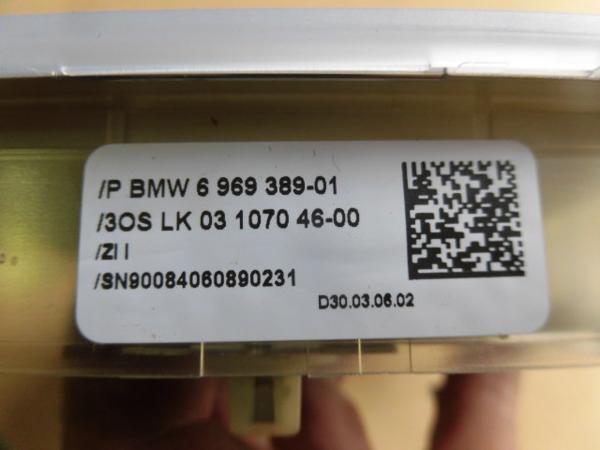 /P BMW 6 969 389-01
/3OS LK 03 1070 46-00
/ZI I
/SN90084060890231
D30.03.06.02